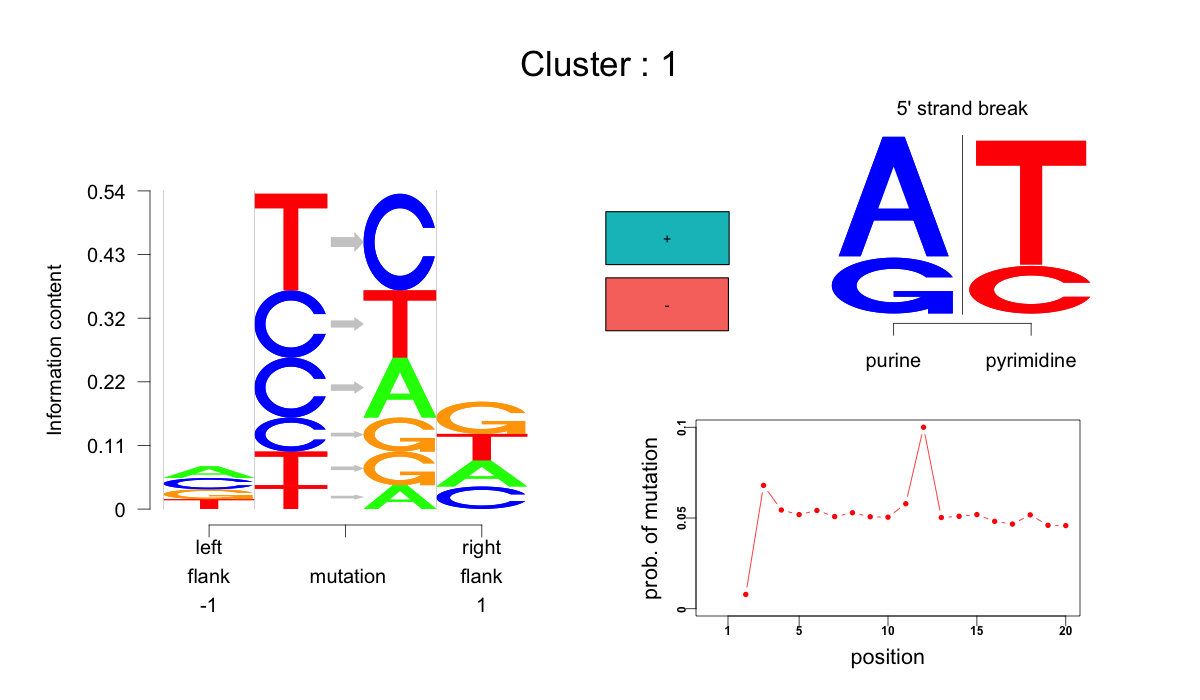 Cluster : 1
5' strand break
A T
G C
purine pyrimidine
+
-
Information content
0.54
0.43
0.32
0.22
0.11
0
T C
C T
C A
C G
T G
T A
A
C
G
T
G
T
A
C
left
flank
-1
mutation
right
flank
1
prob. of mutation
0.1
0.05
0
1 5 10 15 20
position